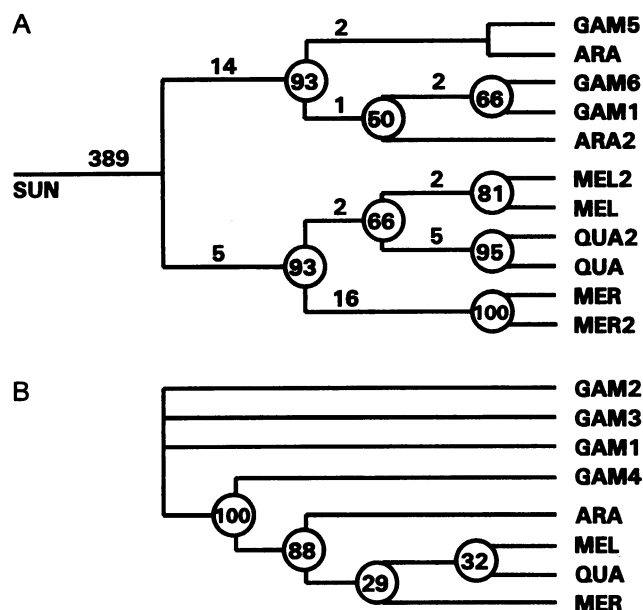 A
2 GAM5
ARA
14 93 2 66 GAM6
1 50 GAM1
ARA2
389
SUN
2 81 MEL2
2 66 MEL
5 95 QUA2
5 93 QUA
16 100 MER
MER2
B
GAM2
GAM3
GAM1
GAM4
100
ARA
88
32 MEL
29 QUA
MER